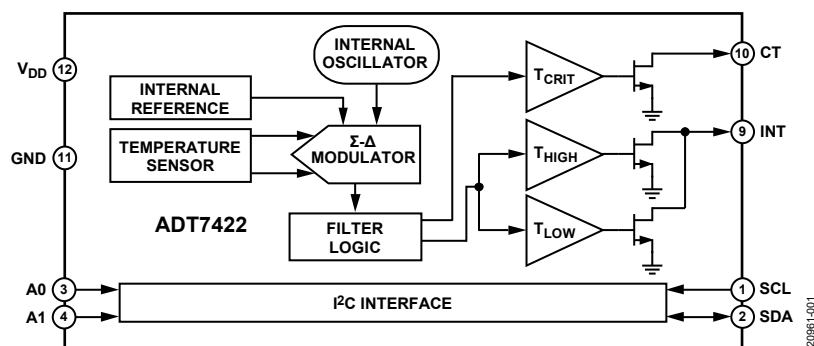 INTERNAL
OSCILLATOR
10 CT
VDD 12
TCRIT
INTERNAL
REFERENCE
Σ-Δ
MODULATOR
9 INT
GND 11
TEMPERATURE
SENSOR
THIGH
ADT7422
FILTER
LOGIC
TLOW
A0 3
I2C INTERFACE
1 SCL
A1 4
2 SDA
20961-001